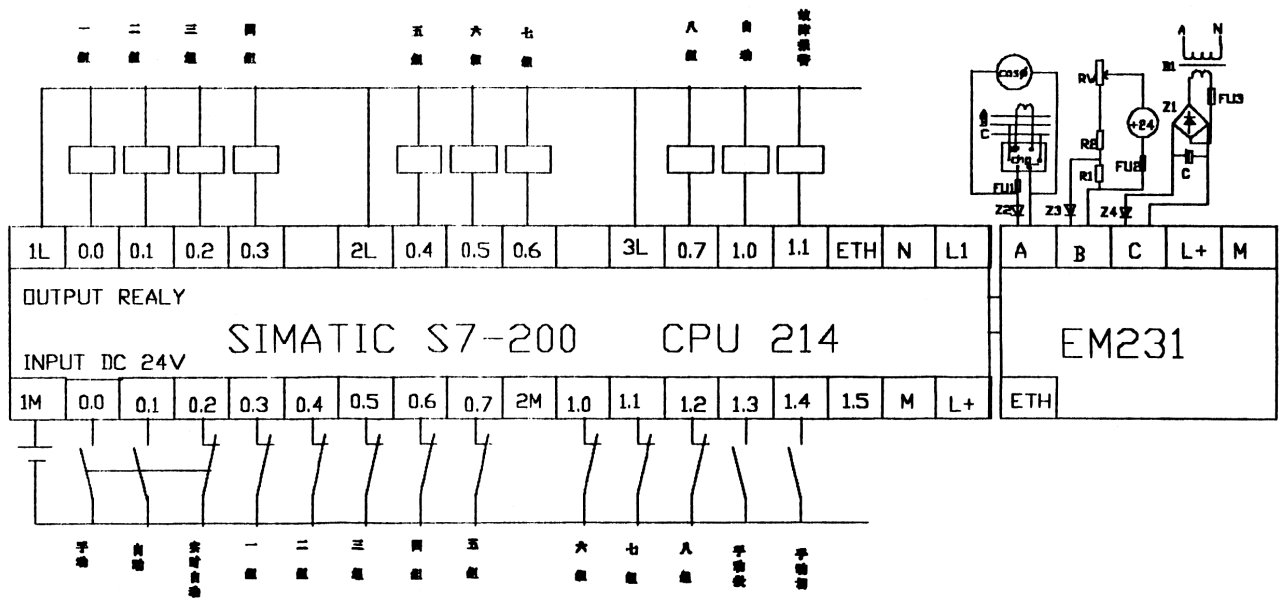 一组 二组 三组 四组 五组 六组 七组 八组 自动 故障报警
A N
B1
cosφ
RV
Z1
FU3
A
B
C
+24
R2
chq
R1
FU2
C
FU1
Z2 Z3 Z4
1L 0.0 0.1 0.2 0.3 2L 0.4 0.5 0.6 3L 0.7 1.0 1.1 ETH N L1 A B C L+ M
OUTPUT REALY
SIMATIC S7-200 CPU 214 EM231
INPUT DC 24V
1M 0.0 0.1 0.2 0.3 0.4 0.5 0.6 0.7 2M 1.0 1.1 1.2 1.3 1.4 1.5 M L+ ETH
手动 自动 实时自动 一组 二组 三组 四组 五组 六组 七组 八组 手动投 手动切